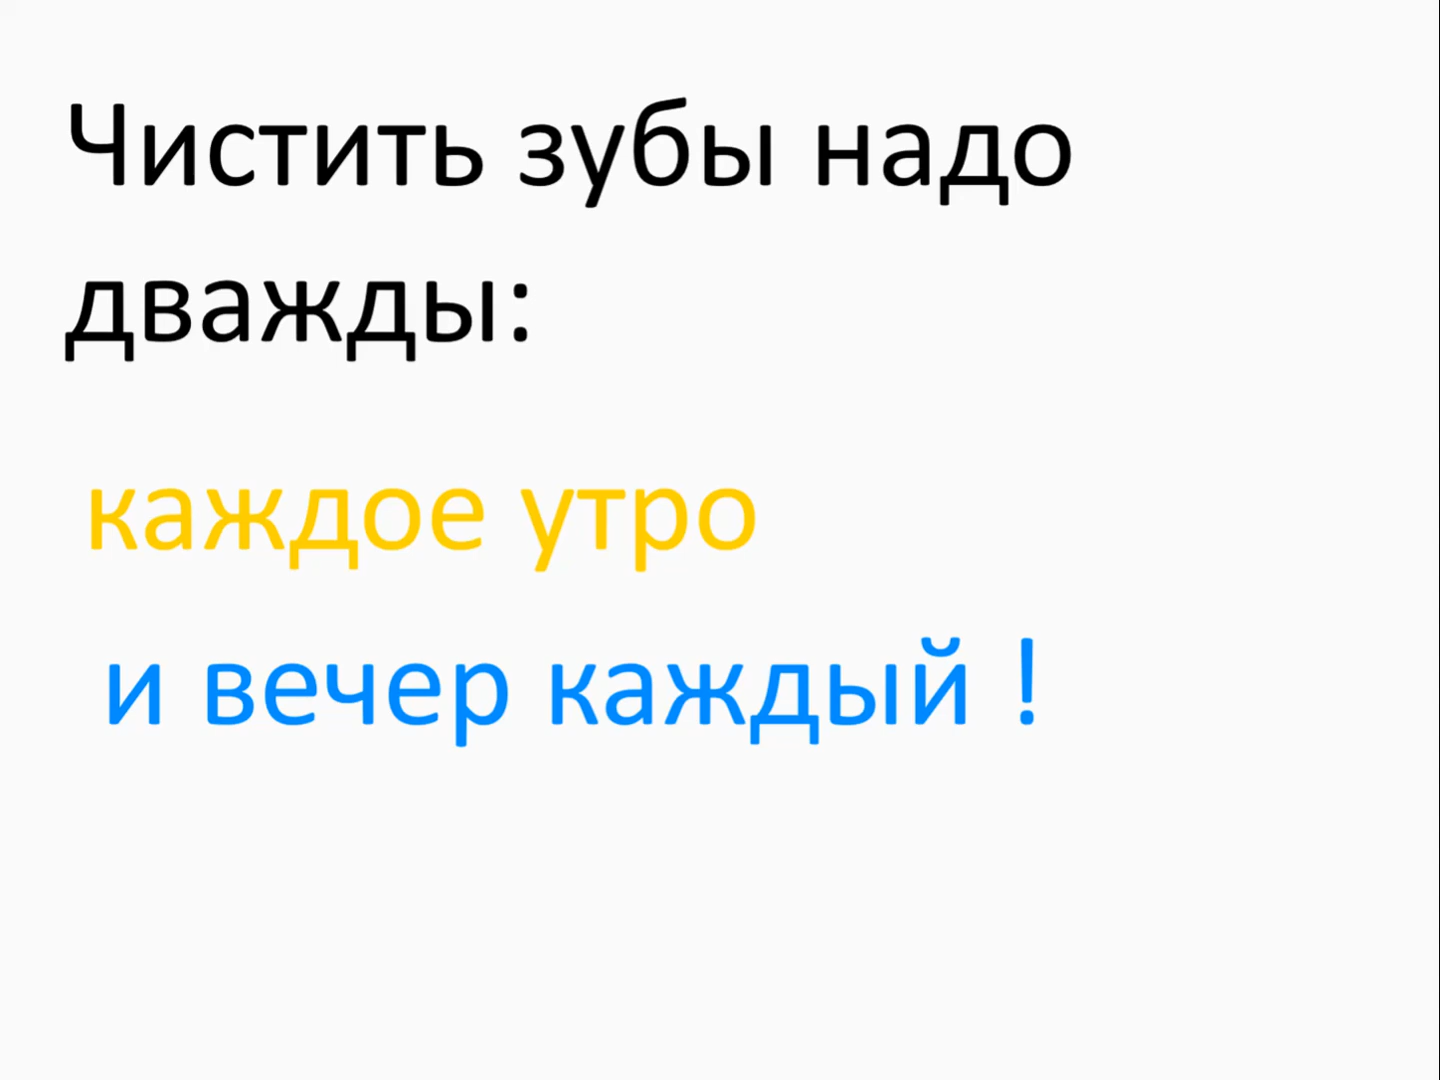 Чистить зубы надо
дважды:
каждое утро
и вечер каждый !